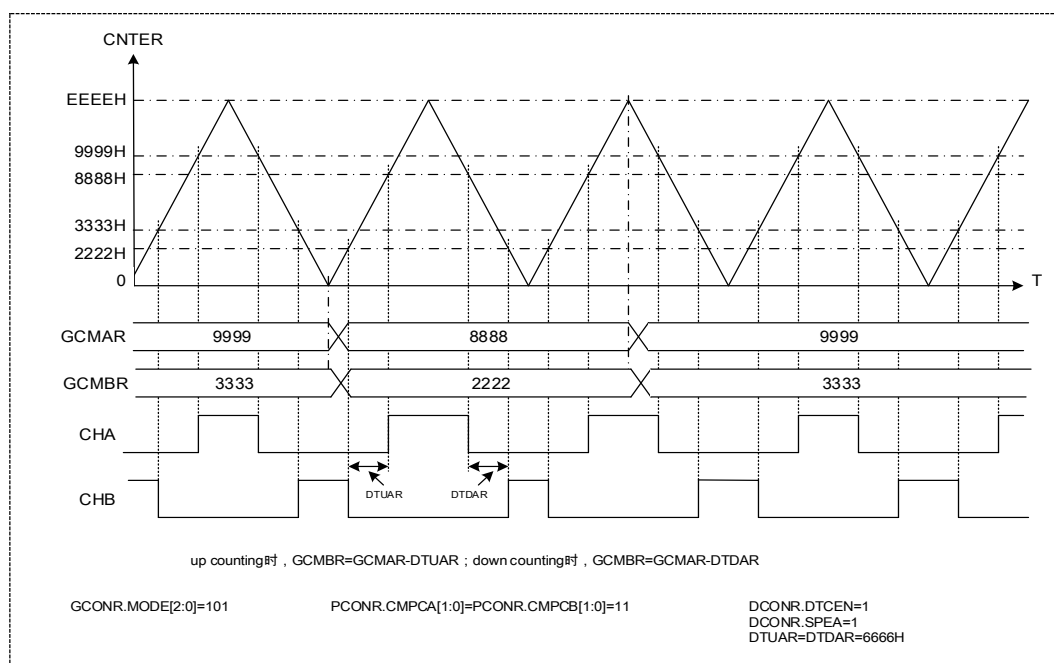 CNTER
EEEEH
9999H
8888H
3333H
2222H
0
T
GCMAR 9999 8888 9999
GCMBR 3333 2222 3333
CHA
DTUAR DTDAR
CHB
up counting时，GCMBR=GCMAR-DTUAR；down counting时，GCMBR=GCMAR-DTDAR
GCONR.MODE[2:0]=101 PCONR.CMPCA[1:0]=PCONR.CMPCB[1:0]=11 DCONR.DTCEN=1
DCONR.SPEA=1
DTUAR=DTDAR=6666H